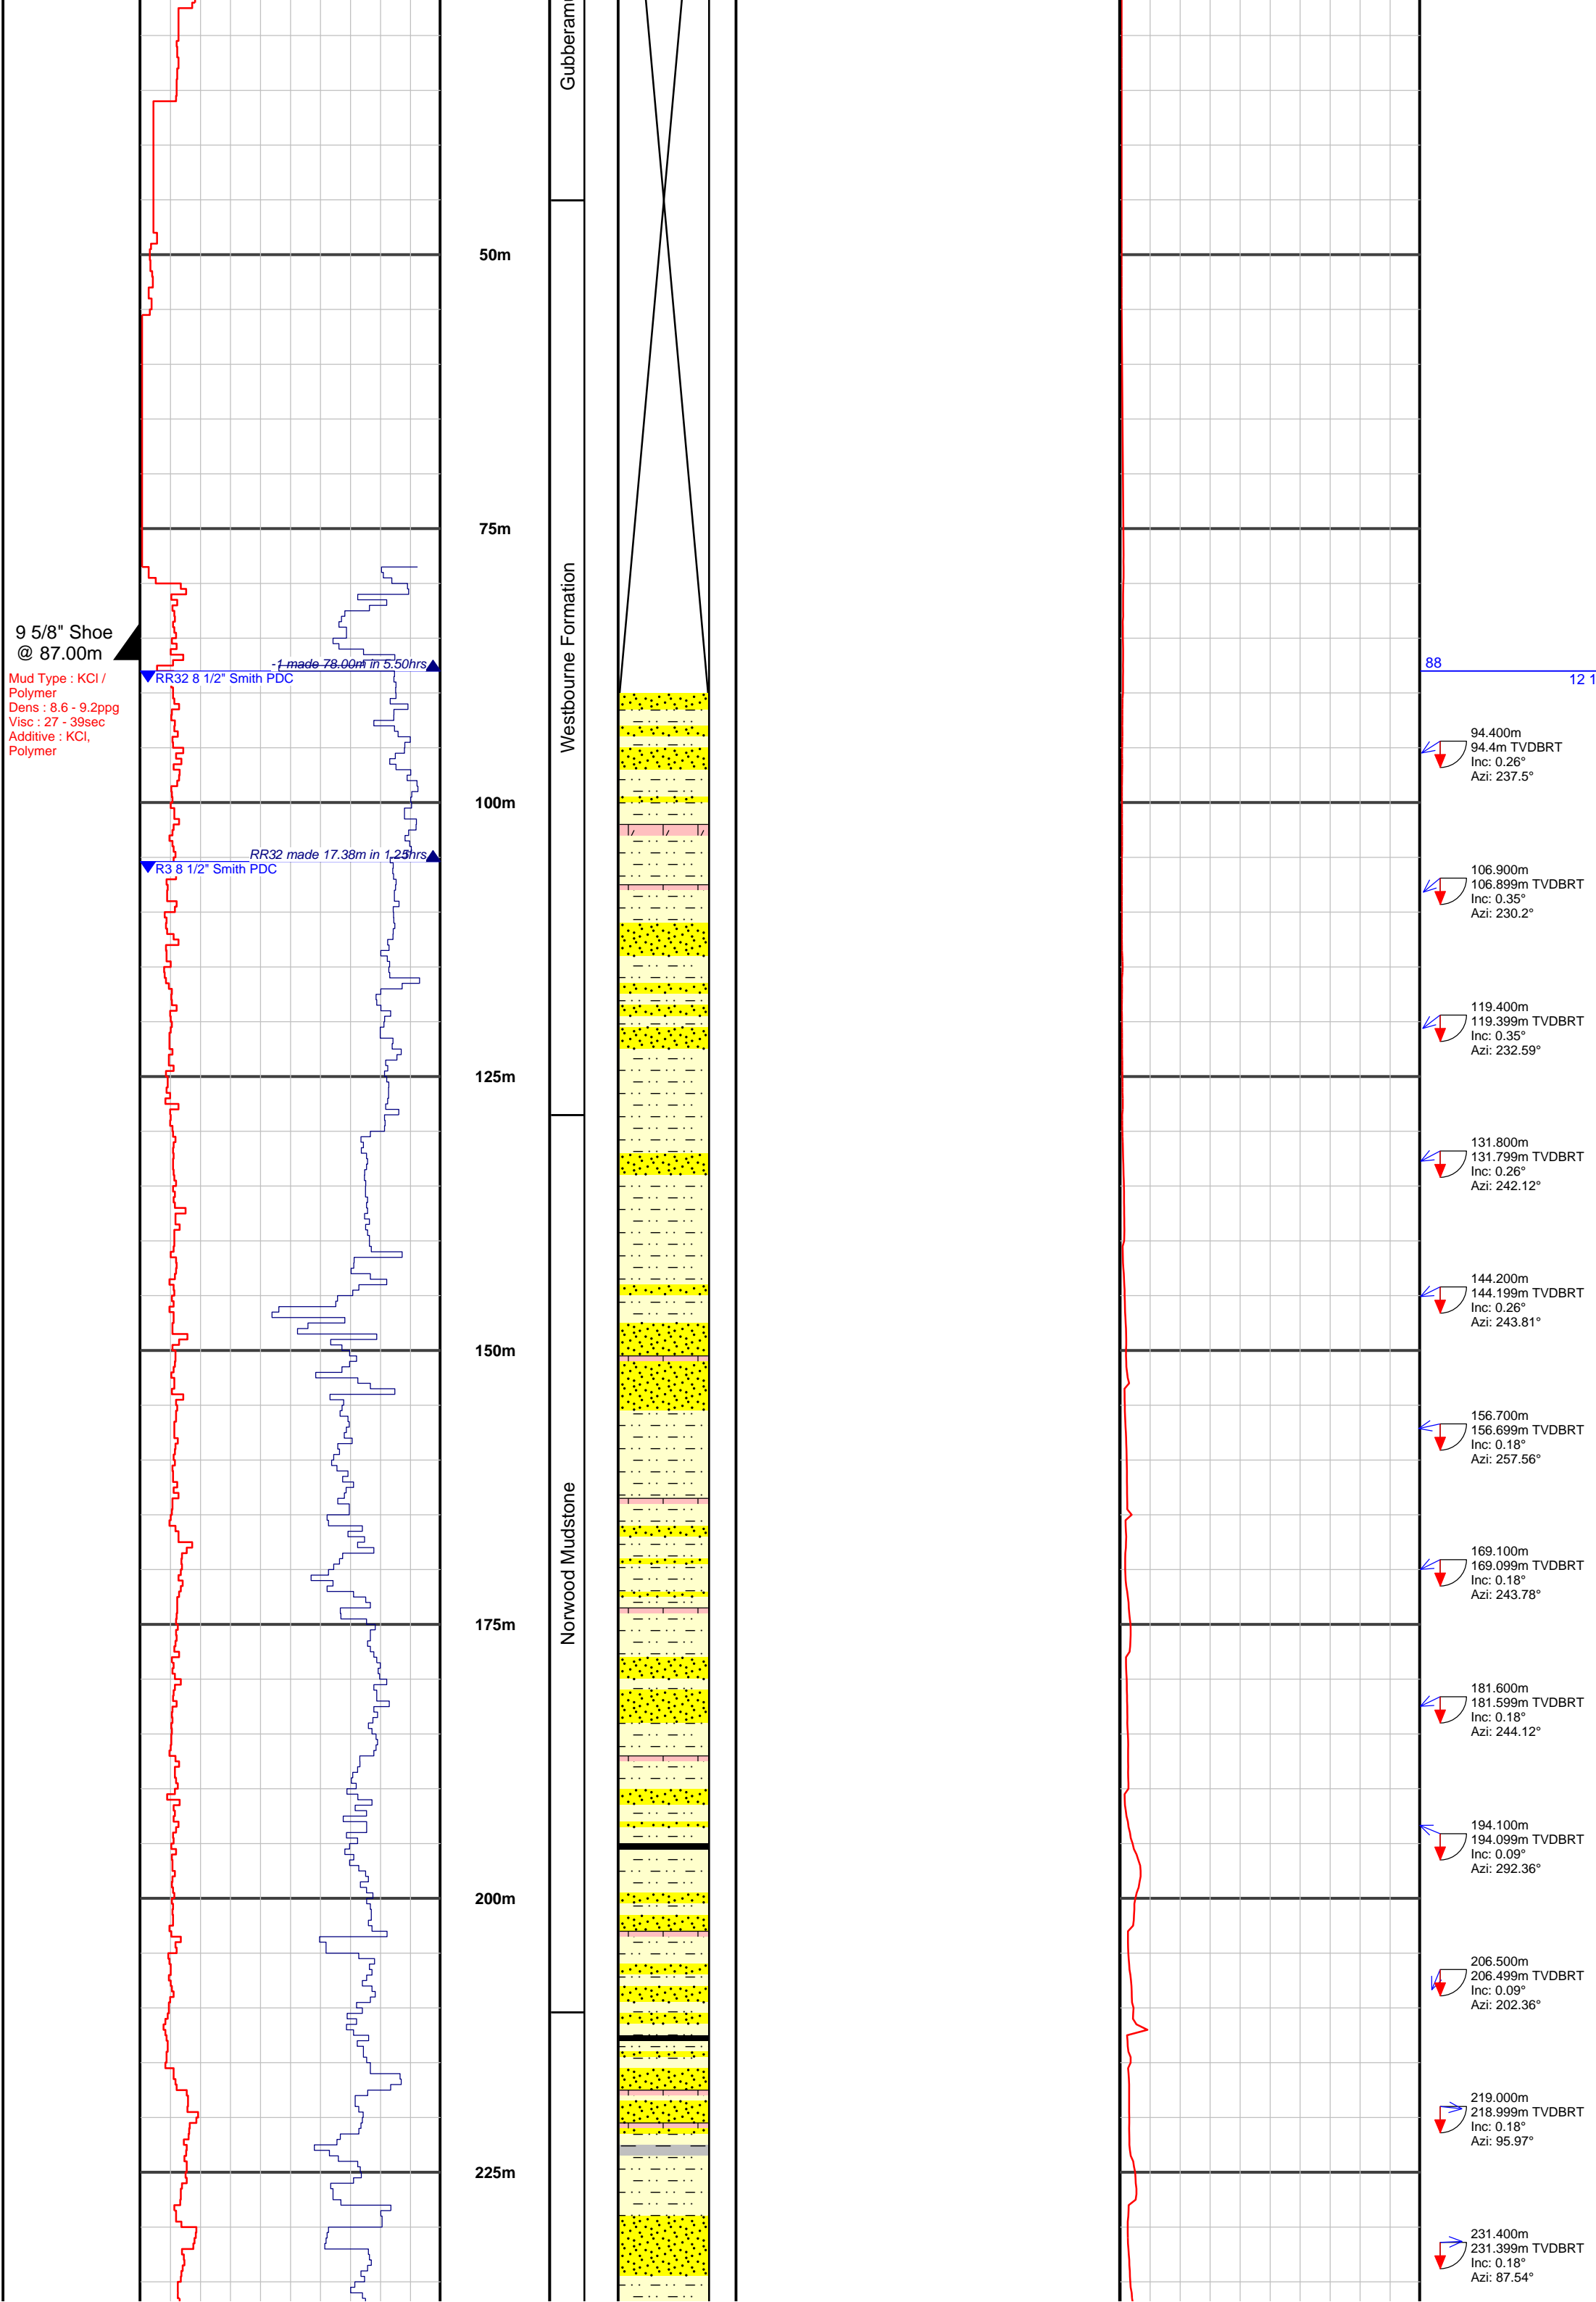 Gubberamu
50m
75m
Westbourne Formation
9 5/8" Shoe
@ 87.00m
-1 made 78.00m in 5.50hrs
RR32 8 1/2" Smith PDC
Mud Type : KCl /
Polymer
Dens : 8.6 - 9.2ppg
Visc : 27 - 39sec
Additive : KCl,
Polymer
88
12 1
94.400m
94.4m TVDBRT
Inc: 0.26°
Azi: 237.5°
100m
RR32 made 17.38m in 1.25hrs
R3 8 1/2" Smith PDC
106.900m
106.899m TVDBRT
Inc: 0.35°
Azi: 230.2°
119.400m
119.399m TVDBRT
Inc: 0.35°
Azi: 232.59°
125m
131.800m
131.799m TVDBRT
Inc: 0.26°
Azi: 242.12°
144.200m
144.199m TVDBRT
Inc: 0.26°
Azi: 243.81°
150m
Norwood Mudstone
156.700m
156.699m TVDBRT
Inc: 0.18°
Azi: 257.56°
169.100m
169.099m TVDBRT
Inc: 0.18°
Azi: 243.78°
175m
181.600m
181.599m TVDBRT
Inc: 0.18°
Azi: 244.12°
194.100m
194.099m TVDBRT
Inc: 0.09°
Azi: 292.36°
200m
206.500m
206.499m TVDBRT
Inc: 0.09°
Azi: 202.36°
219.000m
218.999m TVDBRT
Inc: 0.18°
Azi: 95.97°
225m
231.400m
231.399m TVDBRT
Inc: 0.18°
Azi: 87.54°